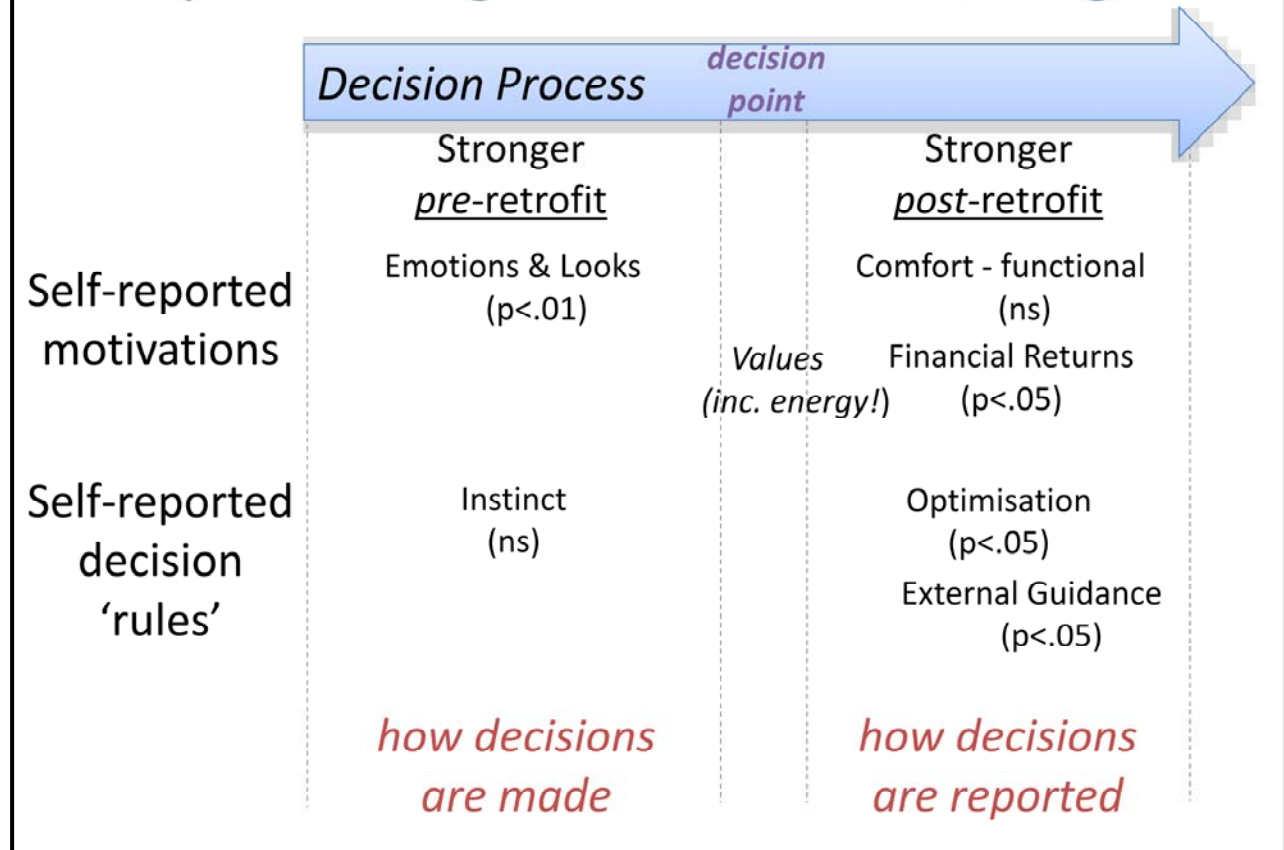 Decision Process
decision
point
Stronger
pre-retrofit
Stronger
post-retrofit
Self-reported
motivations
Emotions & Looks
(p<.01)
Comfort - functional
(ns)
Values
(inc. energy!)
Financial Returns
(p<.05)
Self-reported
decision
‘rules’
Instinct
(ns)
Optimisation
(p<.05)
External Guidance
(p<.05)
how decisions
are made
how decisions
are reported